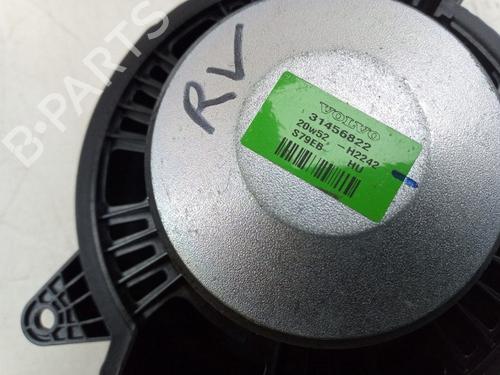 B-PARTS
RV
VOLVO
31456822
20w52 -H2242
S79EB HU